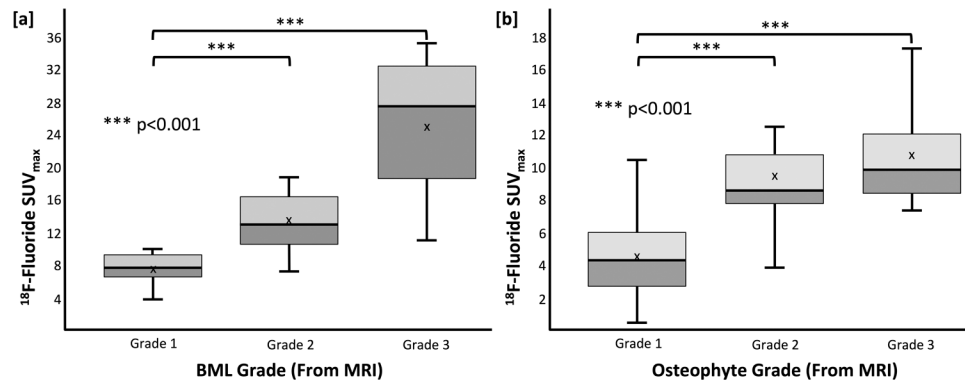 [a]
***
***
*** p<0.001
36
32
28
24
20
16
12
8
4
18F-Fluoride SUVmax
x
x
x
Grade 1
Grade 2
Grade 3
BML Grade (From MRI)
[b]
***
***
*** p<0.001
18
16
14
12
10
8
6
4
2
18F-Fluoride SUVmax
x
x
x
Grade 1
Grade 2
Grade 3
Osteophyte Grade (From MRI)